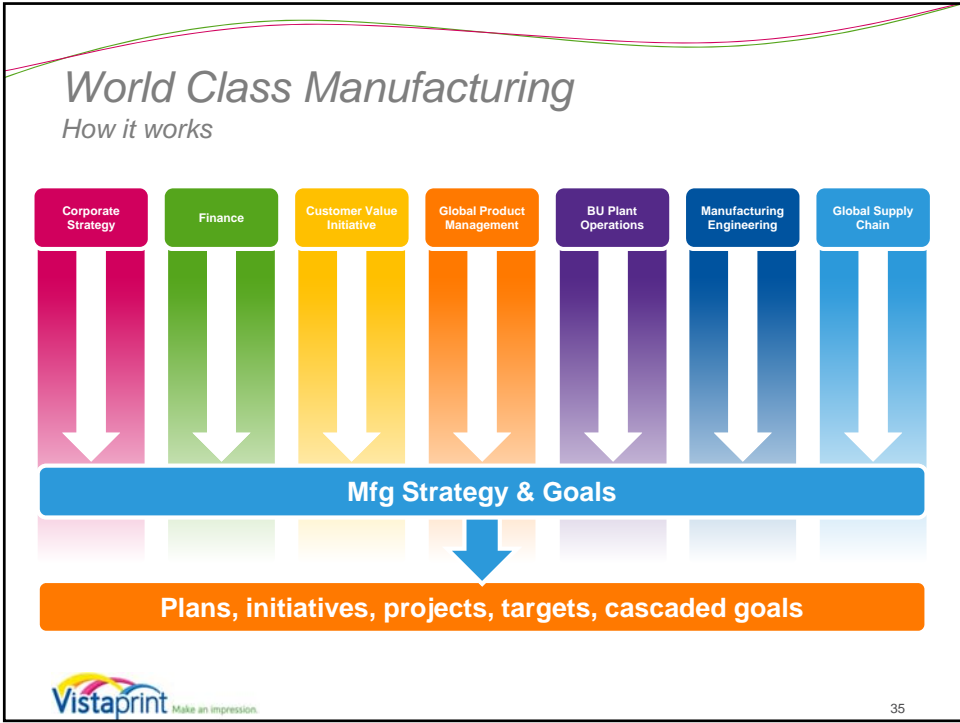 World Class Manufacturing
How it works
Corporate
Strategy
Finance
Customer Value
Initiative
Global Product
Management
BU Plant
Operations
Manufacturing
Engineering
Global Supply
Chain
Mfg Strategy & Goals
Plans, initiatives, projects, targets, cascaded goals
Vistaprint Make an impression.
35